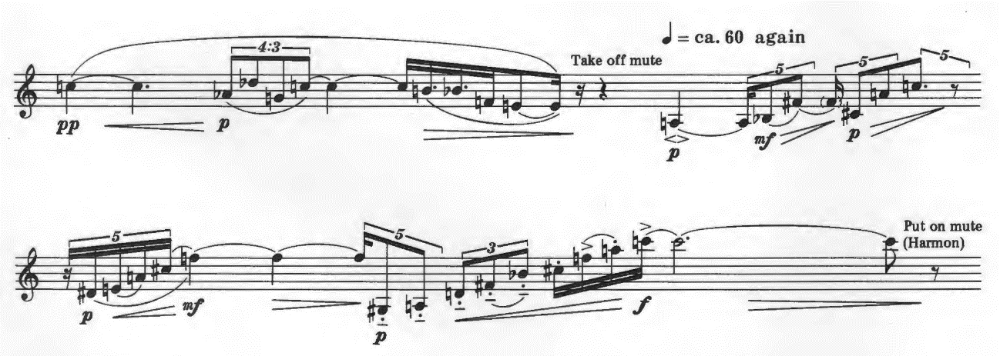 ♩ = ca. 60 again
4:3
Take off mute
5 5 5
pp p p mf p
5 5 3
Put on mute
(Harmon)
p mf p f